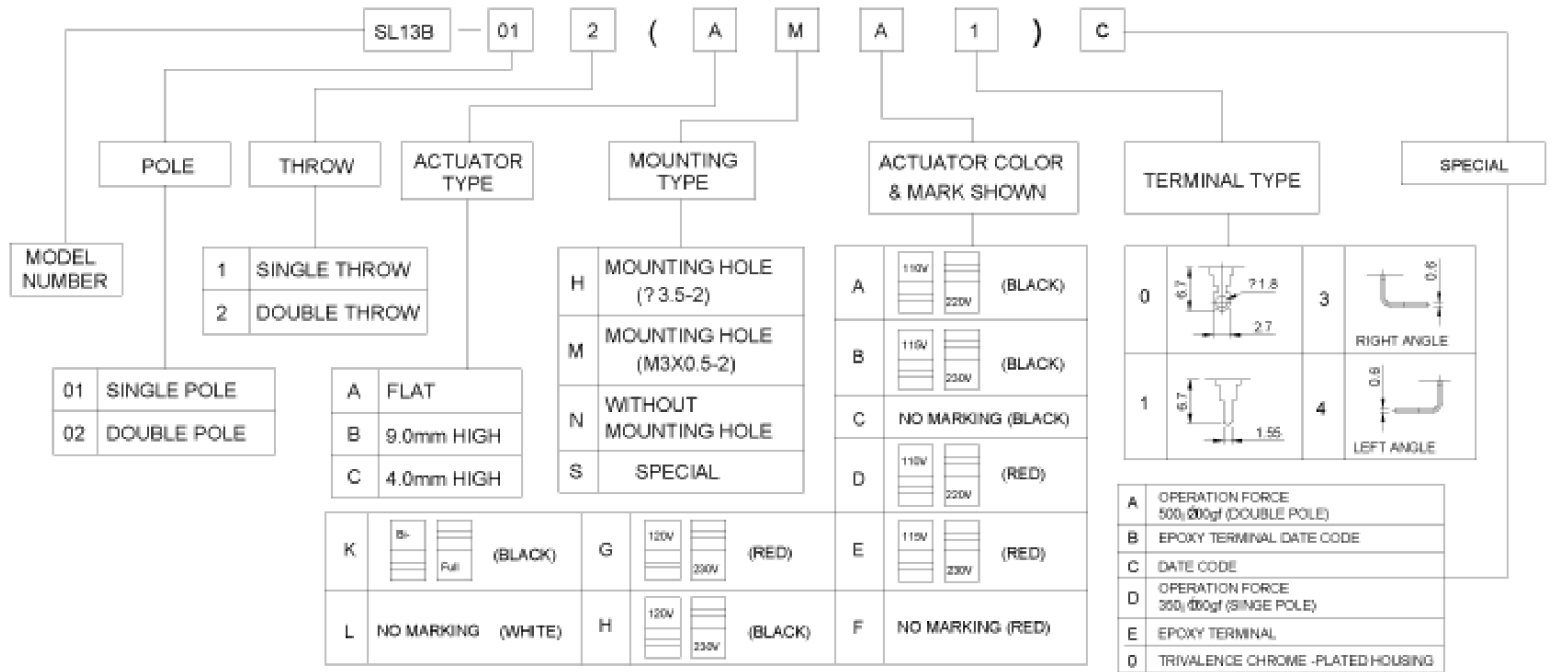 SL13B — 01 2 ( A M A 1 ) C
POLE
THROW
ACTUATOR
TYPE
MOUNTING
TYPE
ACTUATOR COLOR
& MARK SHOWN
TERMINAL TYPE
SPECIAL
MODEL
NUMBER
1 SINGLE THROW
2 DOUBLE THROW
01 SINGLE POLE
02 DOUBLE POLE
A FLAT
B 9.0mm HIGH
C 4.0mm HIGH
H MOUNTING HOLE
(? 3.5-2)
M MOUNTING HOLE
(M3X0.5-2)
N WITHOUT
MOUNTING HOLE
S SPECIAL
A 110V 220V (BLACK)
B 115V 230V (BLACK)
C NO MARKING (BLACK)
D 110V 220V (RED)
E 115V 230V (RED)
F NO MARKING (RED)
G 120V 230V (RED)
H 120V 230V (BLACK)
K Bi- Full (BLACK)
L NO MARKING (WHITE)
0 6.7 ?1.8 2.7
3 0.6
RIGHT ANGLE
1 6.7 1.55
4 0.6
LEFT ANGLE
A OPERATION FORCE
(DOUBLE POLE)
B EPOXY TERMINAL DATE CODE
C DATE CODE
D OPERATION FORCE
(SINGE POLE)
E EPOXY TERMINAL
0 TRIVALENCE CHROME -PLATED HOUSING